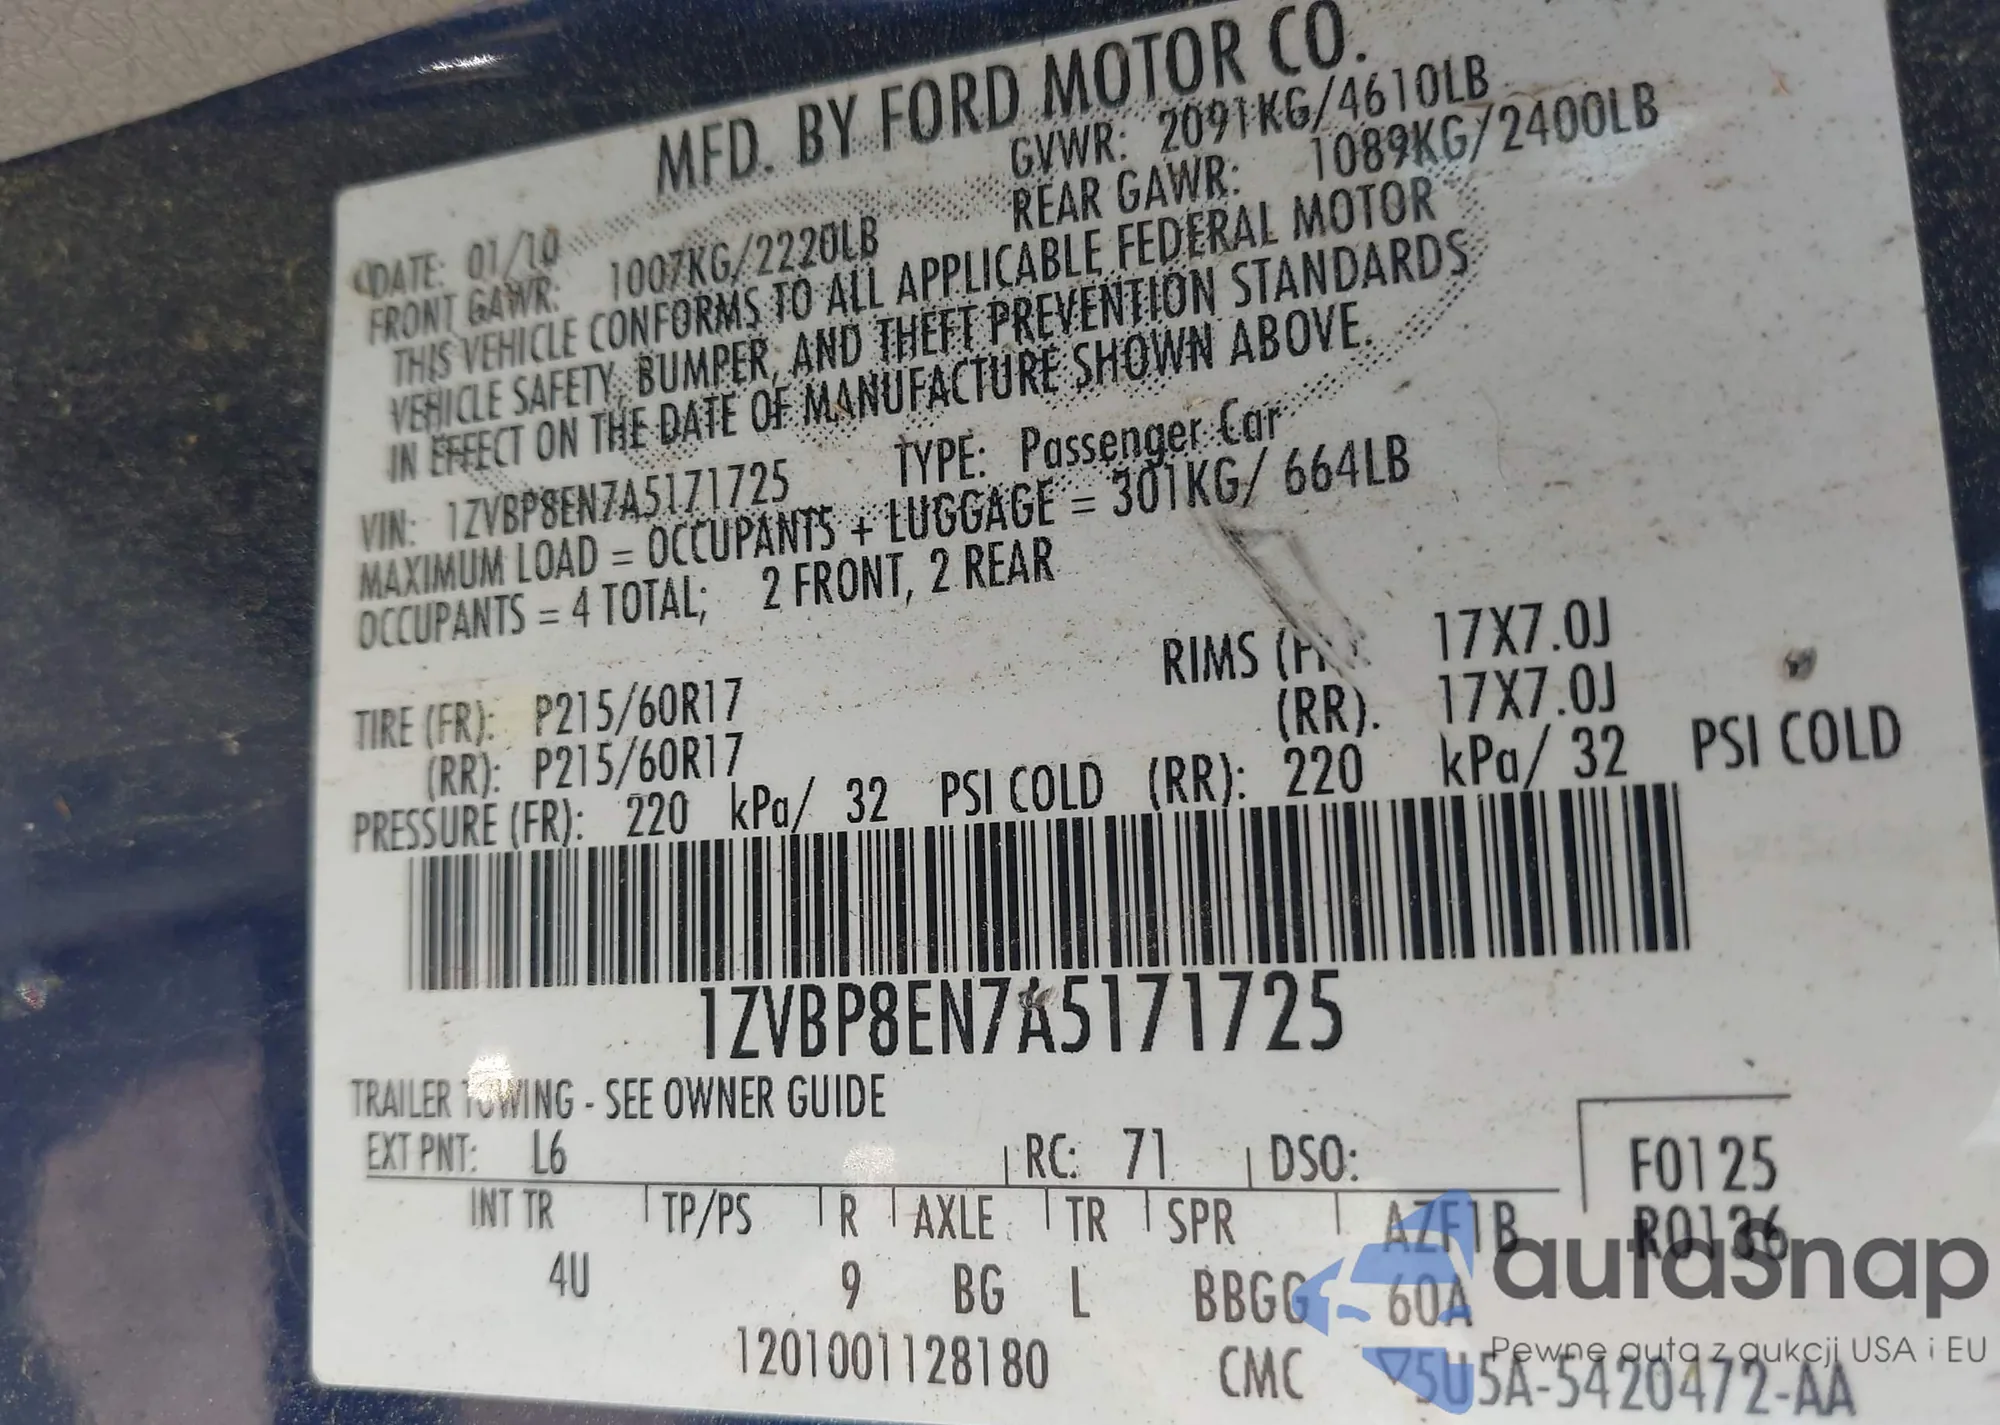 MFD. BY FORD MOTOR CO.
DATE: 01/10 GVWR: 2091KG/4610LB
FRONT GAWR: 1007KG/2220LB REAR GAWR: 1089KG/2400LB
THIS VEHICLE CONFORMS TO ALL APPLICABLE FEDERAL MOTOR
VEHICLE SAFETY, BUMPER, AND THEFT PREVENTION STANDARDS
IN EFFECT ON THE DATE OF MANUFACTURE SHOWN ABOVE.
VIN: 1ZVBP8EN7A5171725 TYPE: Passenger Car
MAXIMUM LOAD = OCCUPANTS + LUGGAGE = 301KG/ 664LB
OCCUPANTS = 4 TOTAL; 2 FRONT, 2 REAR
TIRE (FR): P215/60R17 RIMS 17X7.0J
(RR): P215/60R17 (RR). 17X7.0J
PRESSURE (FR): 220 kPa/ 32 PSI COLD (RR): 220 kPa/ 32 PSI COLD
1ZVBP8EN7A5171725
TRAILER TOWING - SEE OWNER GUIDE
EXT PNT: L6 RC: 71 DSO: F0125
INT TR TP/PS R AXLE TR SPR AZF1B R0136
4U 9 BG L BBGG 60A
1201001128180 CMC 5U5A-5420472-AA
autaSnap
Pewne auta z aukcji USA i EU